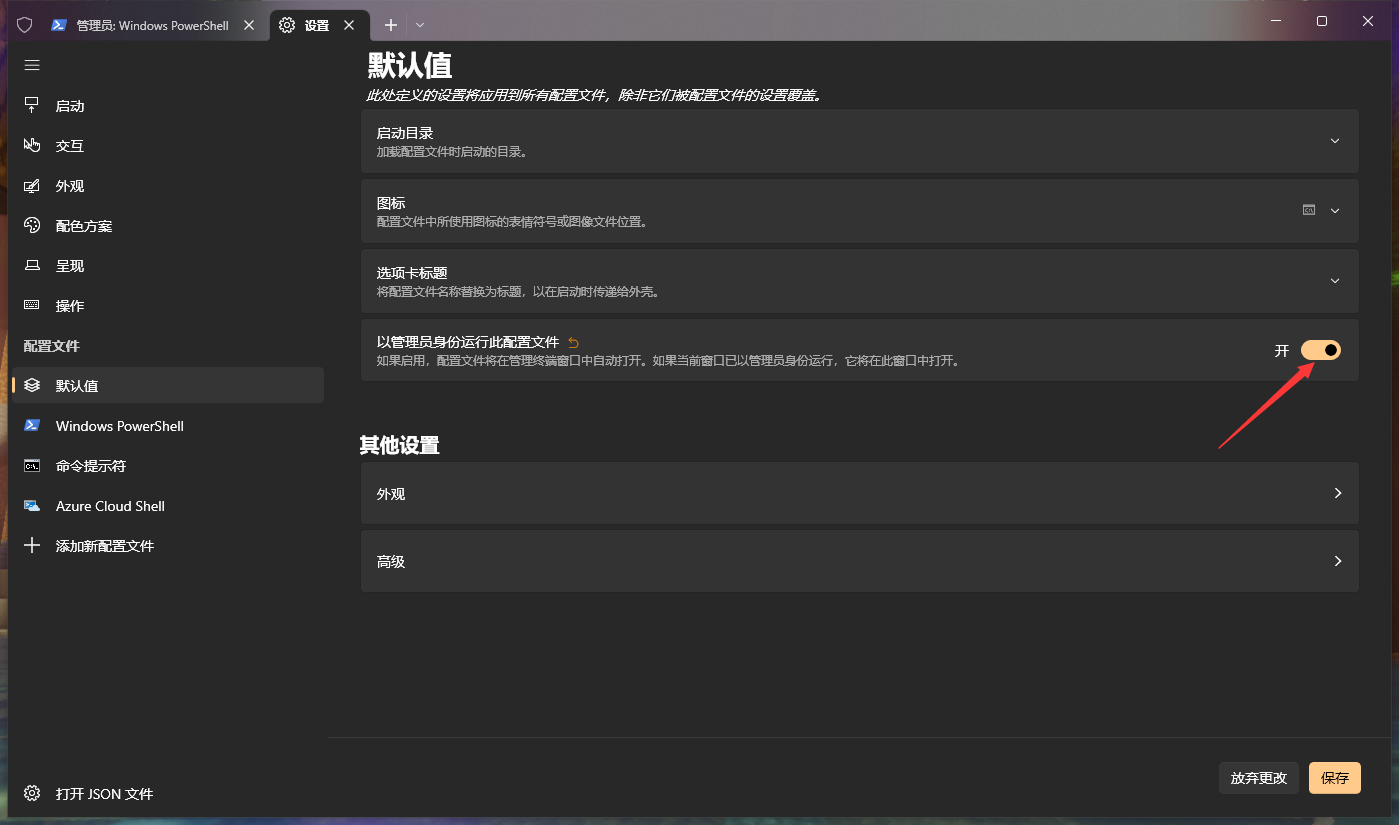 管理员: Windows PowerShell
设置
启动
交互
外观
配色方案
呈现
操作
配置文件
默认值
Windows PowerShell
命令提示符
Azure Cloud Shell
添加新配置文件
打开 JSON 文件
默认值
此处定义的设置将应用到所有配置文件，除非它们被配置文件的设置覆盖。
启动目录
加载配置文件时启动的目录。
图标
配置文件中所使用图标的表情符号或图像文件位置。
选项卡标题
将配置文件名称替换为标题，以在启动时传递给外壳。
以管理员身份运行此配置文件
如果启用，配置文件将在管理终端窗口中自动打开。如果当前窗口已以管理员身份运行，它将在此窗口中打开。
开
其他设置
外观
高级
放弃更改
保存